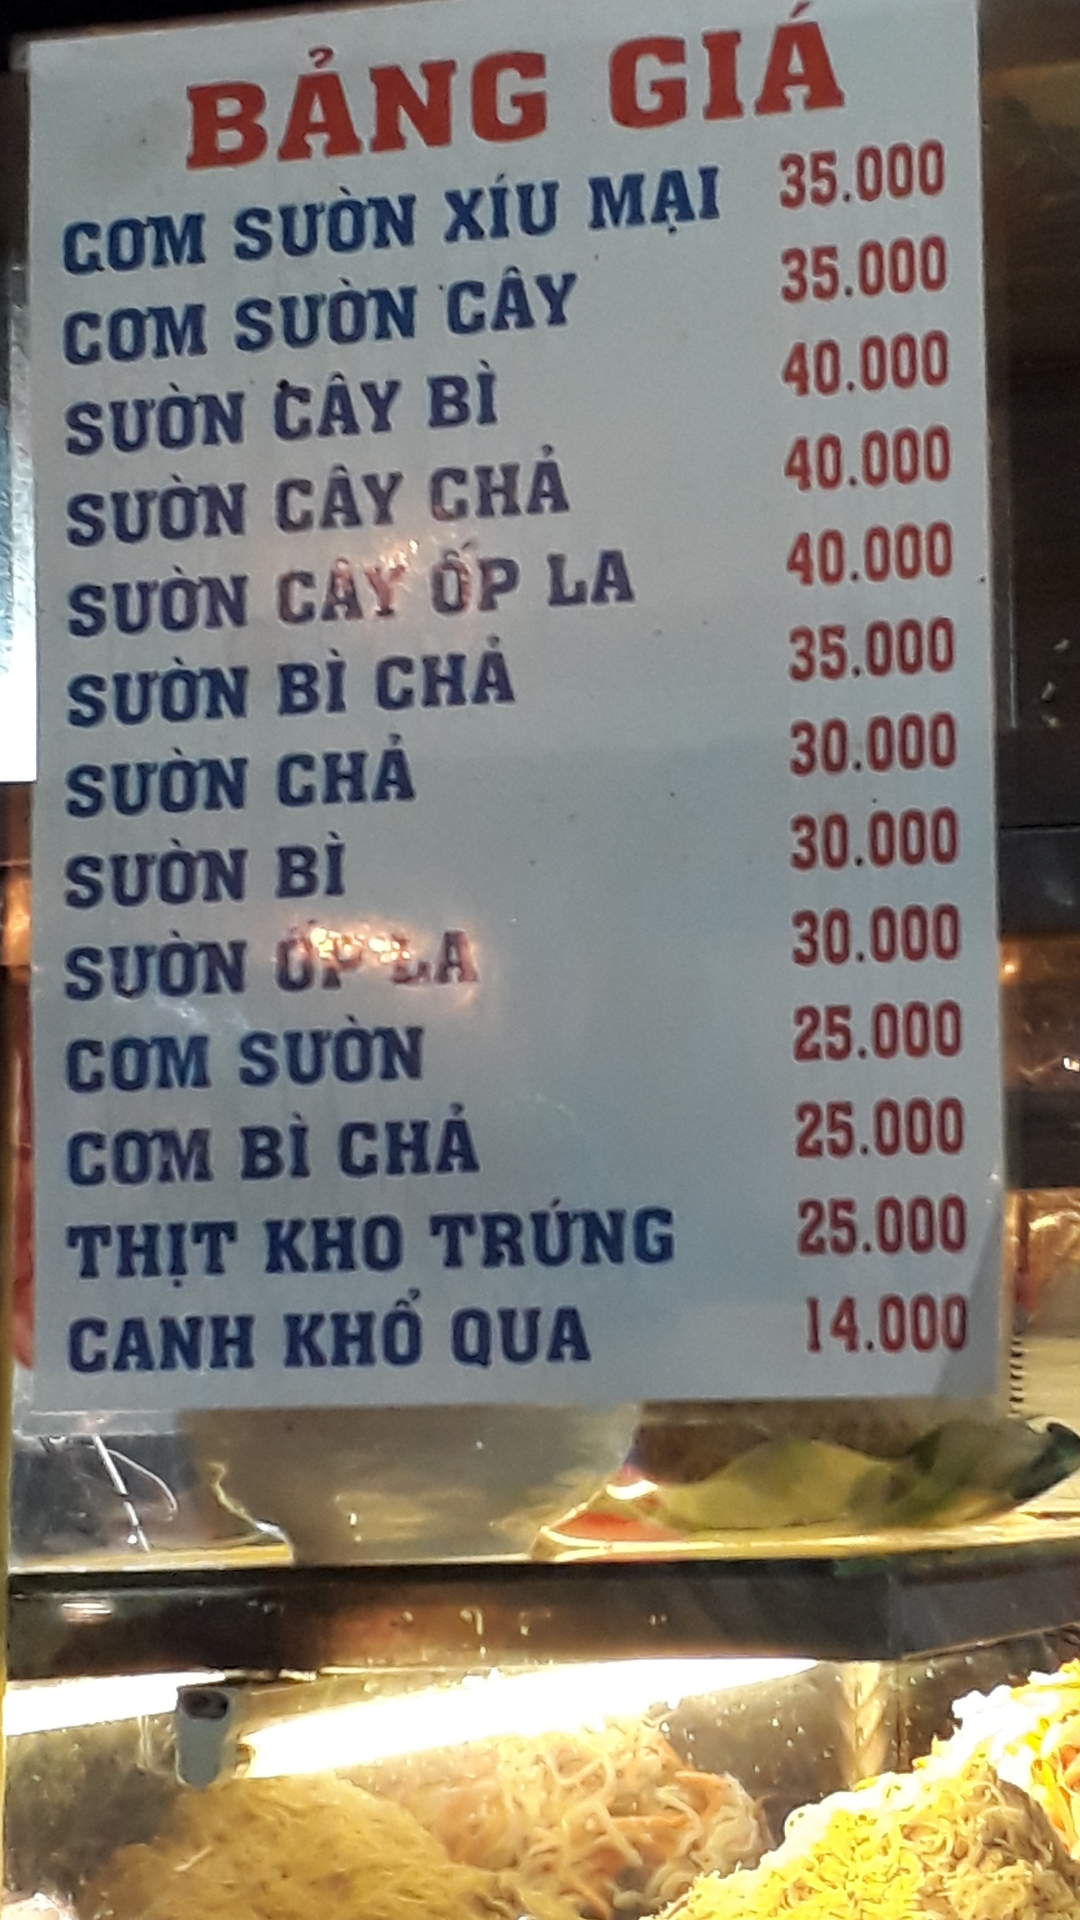 BẢNG GIÁ
CƠM SƯỜN XÍU MẠI 35.000
CƠM SƯỜN CÂY 35.000
SƯỜN CÂY BÌ 40.000
SƯỜN CÂY CHẢ 40.000
SƯỜN CÂY ỐP LA 40.000
SƯỜN BÌ CHẢ 35.000
SƯỜN CHẢ 30.000
SƯỜN BÌ 30.000
SƯỜN ỐP LA 30.000
CƠM SƯỜN 25.000
CƠM BÌ CHẢ 25.000
THỊT KHO TRỨNG 25.000
CANH KHỔ QUA 14.000